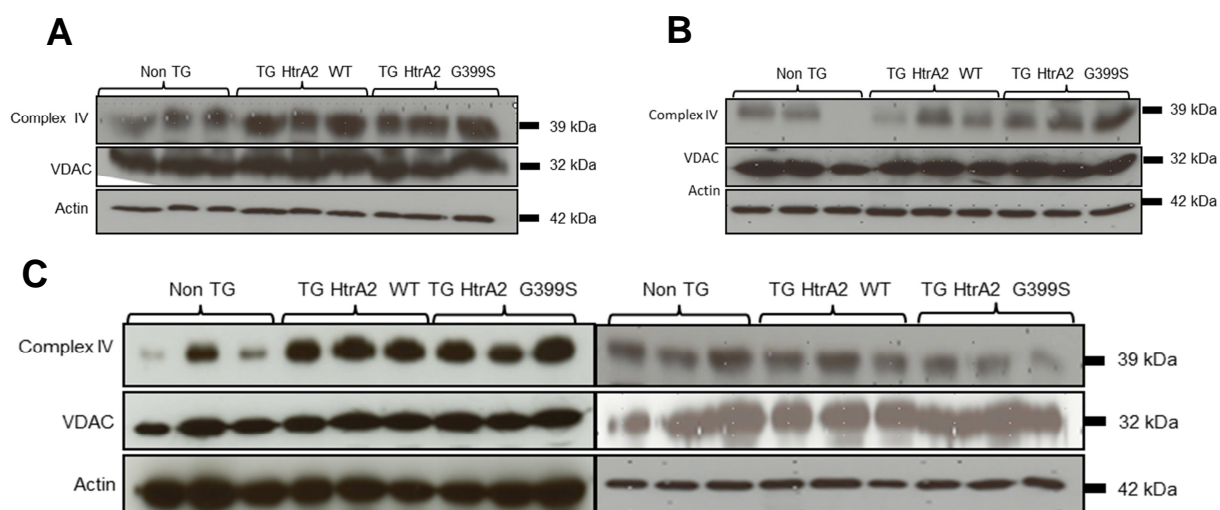 A
Non TG TG HtrA2 WT TG HtrA2 G399S
Complex IV 39 kDa
VDAC 32 kDa
Actin 42 kDa
B
Non TG TG HtrA2 WT TG HtrA2 G399S
Complex IV 39 kDa
VDAC 32 kDa
Actin 42 kDa
C
Non TG TG HtrA2 WT TG HtrA2 G399S Non TG TG HtrA2 WT TG HtrA2 G399S
Complex IV 39 kDa
VDAC 32 kDa
Actin 42 kDa